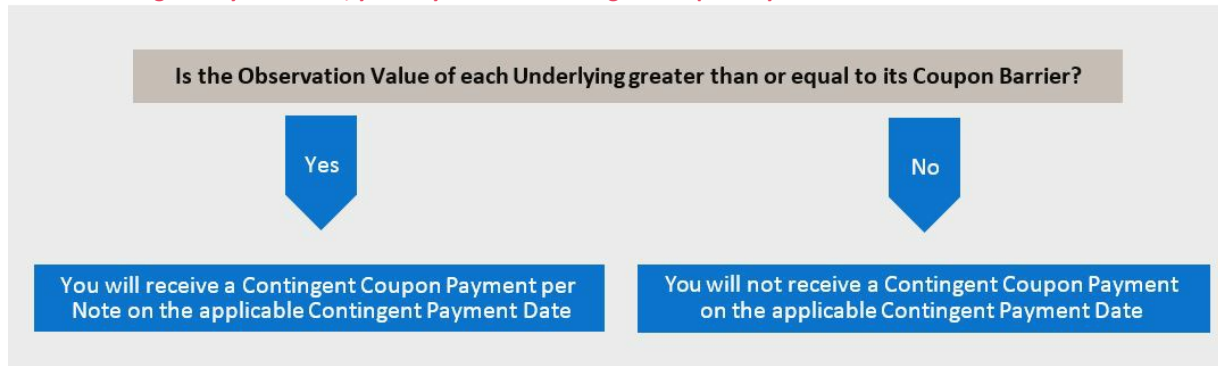 Is the Observation Value of each Underlying greater than or equal to its Coupon Barrier?
Yes
No
You will receive a Contingent Coupon Payment per
Note on the applicable Contingent Payment Date
You will not receive a Contingent Coupon Payment
on the applicable Contingent Payment Date